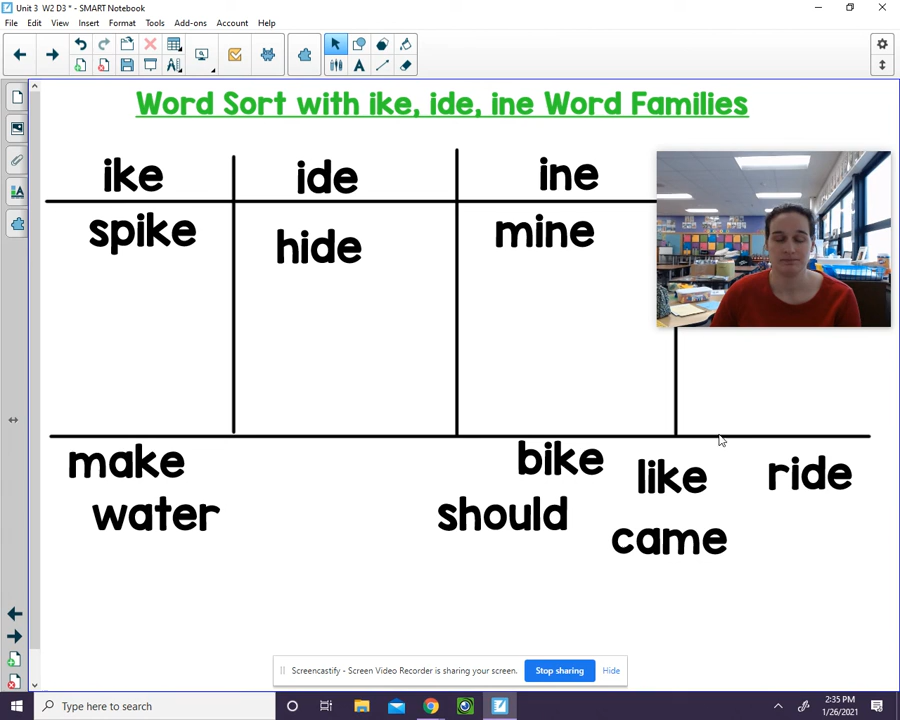 Unit 3 W2 D3 * - SMART Notebook
File Edit View Insert Format Tools Add-ons Account Help
Word Sort with ike, ide, ine Word Families
ike ide ine
spike hide mine
make bike like ride
water should came
Screencastify - Screen Video Recorder is sharing your screen. Stop sharing Hide
Type here to search
2:35 PM
1/26/2021